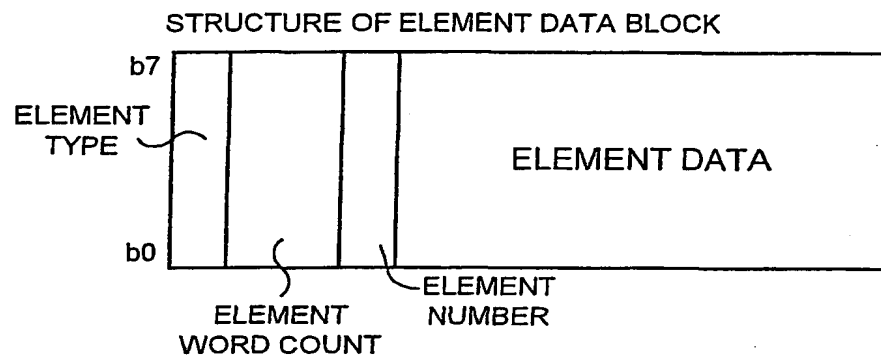 STRUCTURE OF ELEMENT DATA BLOCK
b7
ELEMENT
TYPE
ELEMENT DATA
b0
ELEMENT
NUMBER
ELEMENT
WORD COUNT